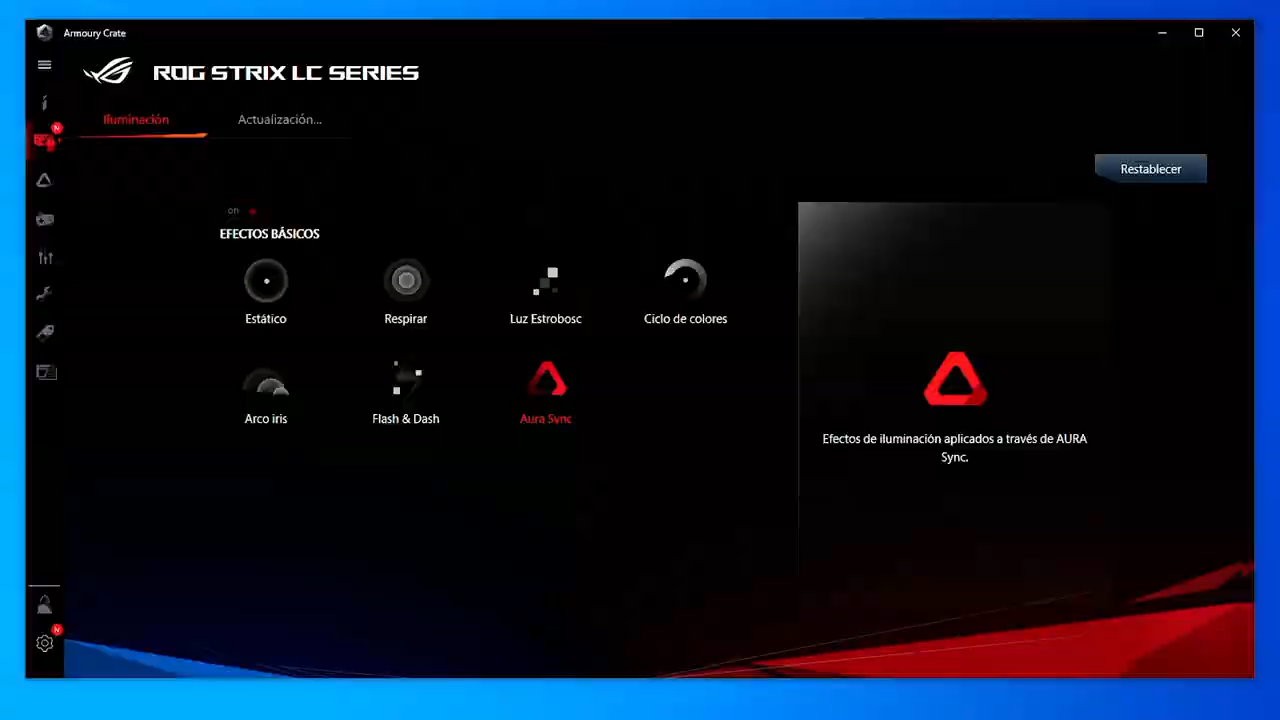 Armoury Crate
ROG STRIX LC SERIES
Iluminación
Actualización...
N
Restablecer
on
EFECTOS BÁSICOS
Estático
Respirar
Luz Estrobosc
Ciclo de colores
Arco iris
Flash & Dash
Aura Sync
Efectos de iluminación aplicados a través de AURA
Sync.
N